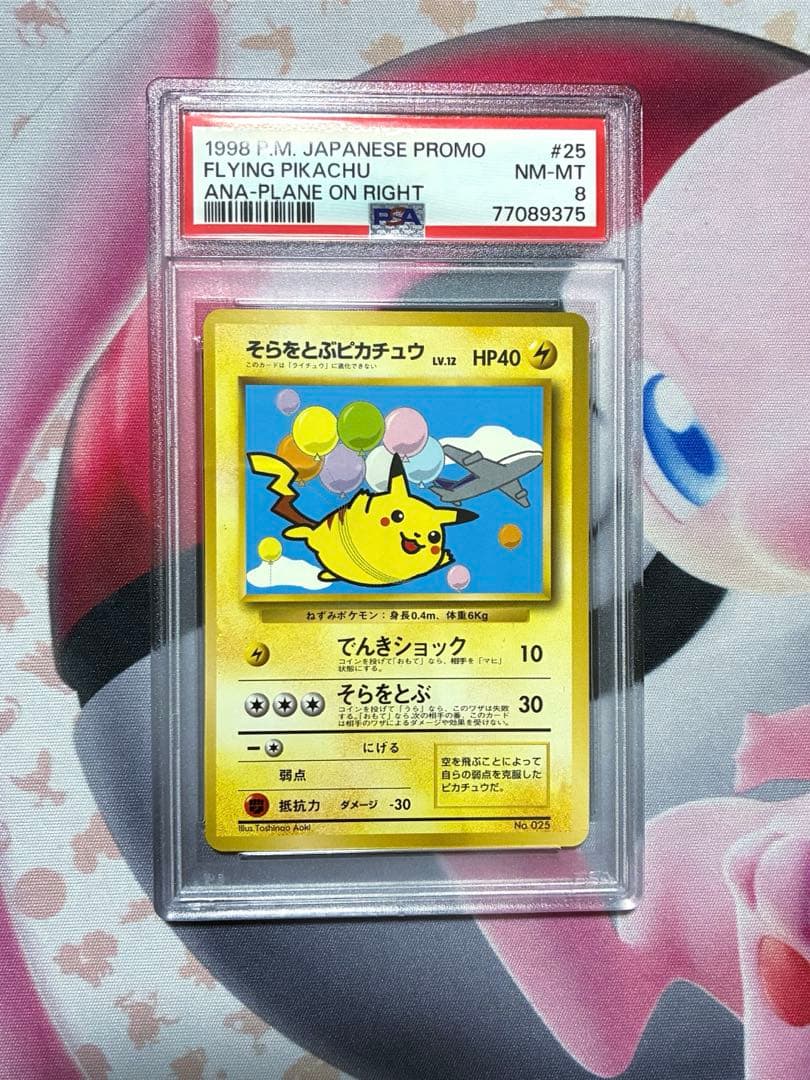 1998 P.M. JAPANESE PROMO #25
FLYING PIKACHU NM-MT
ANA-PLANE ON RIGHT 8
PSA 77089375
そらをとぶピカチュウ LV.12 HP40
このカードは「ライチュウ」に進化できない
ねずみポケモン：身長0.4m、体重6Kg
でんきショック 10
コインを投げて「おもて」なら、相手を「マヒ」
状態にする。
そらをとぶ 30
コインを投げて「うら」なら、このワザは失敗
する。「おもて」なら次の相手の番、このカード
は相手のワザによるダメージや効果を受けない。
にげる
弱点
抵抗力 ダメージ -30
空を飛ぶことによって
自らの弱点を克服した
ピカチュウだ。
Illus.Toshinao Aoki No.025